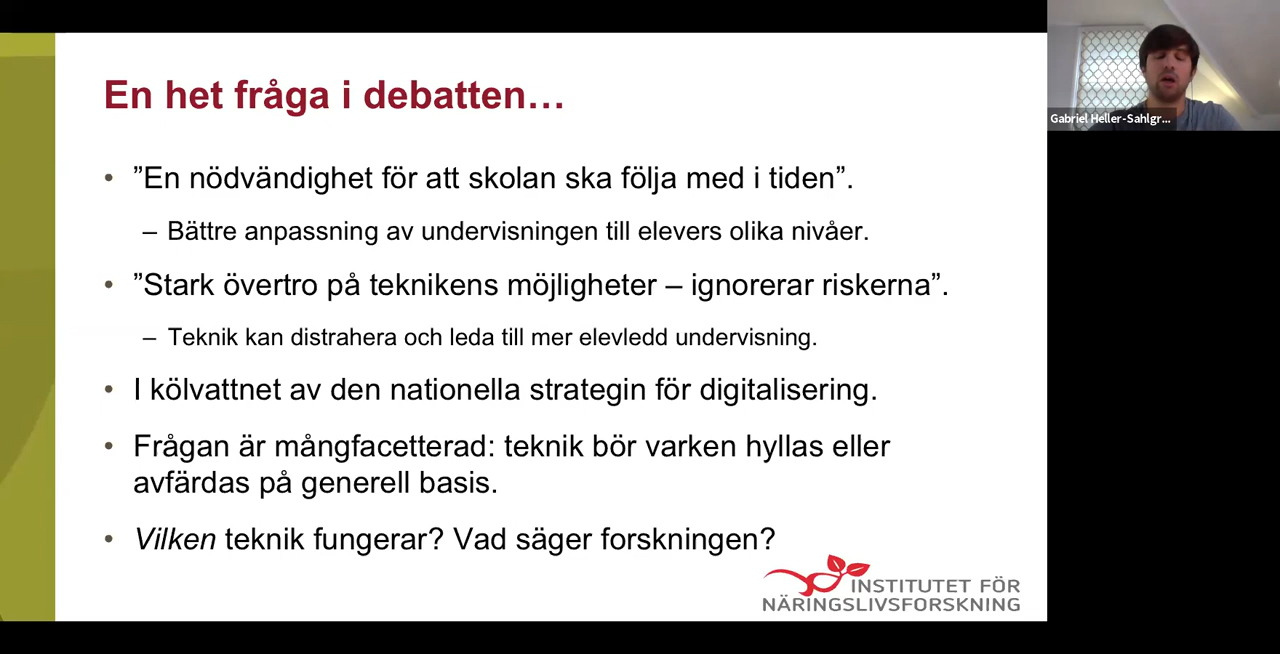 En het fråga i debatten…
• ”En nödvändighet för att skolan ska följa med i tiden”.
– Bättre anpassning av undervisningen till elevers olika nivåer.
• ”Stark övertro på teknikens möjligheter – ignorerar riskerna”.
– Teknik kan distrahera och leda till mer elevledd undervisning.
• I kölvattnet av den nationella strategin för digitalisering.
• Frågan är mångfacetterad: teknik bör varken hyllas eller
avfärdas på generell basis.
• Vilken teknik fungerar? Vad säger forskningen?
INSTITUTET FÖR
NÄRINGSLIVSFORSKNING
Gabriel Heller-Sahlgr...